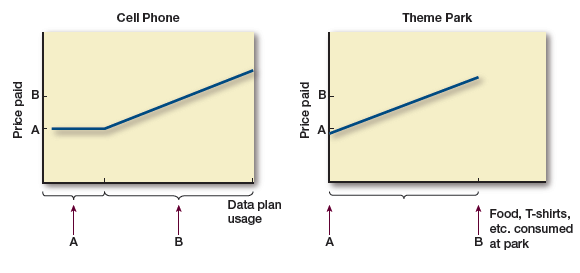 Cell Phone
Price paid
B
A
Data plan
usage
A
B
Theme Park
Price paid
B
A
Food, T-shirts,
etc. consumed
at park
A
B